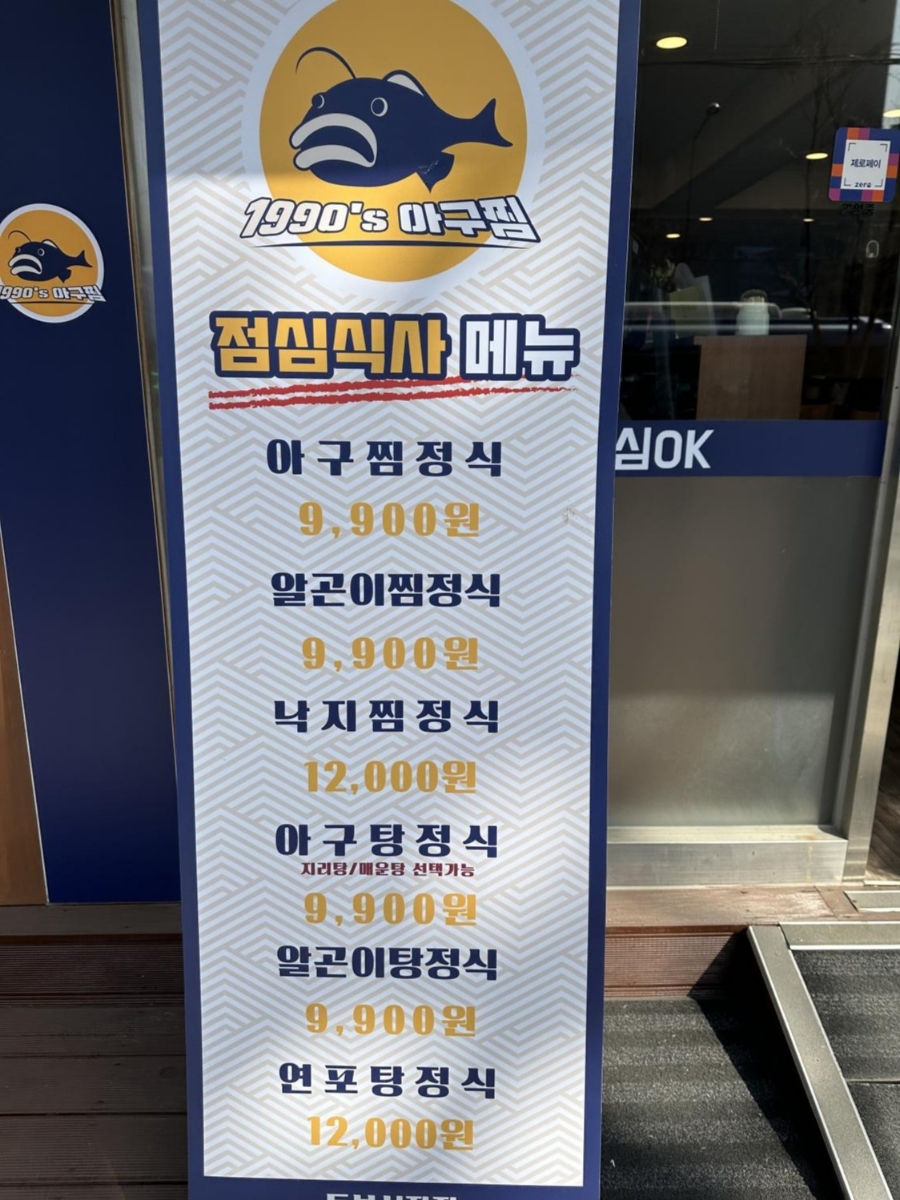 1990's 아구찜
1990's 아구찜
제로페이
zero
점심식사 메뉴
심OK
아구찜정식
9,900원
알곤이찜정식
9,900원
낙지찜정식
12,000원
아구탕정식
지리탕/매운탕 선택가능
9,900원
알곤이탕정식
9,900원
연포탕정식
12,000원